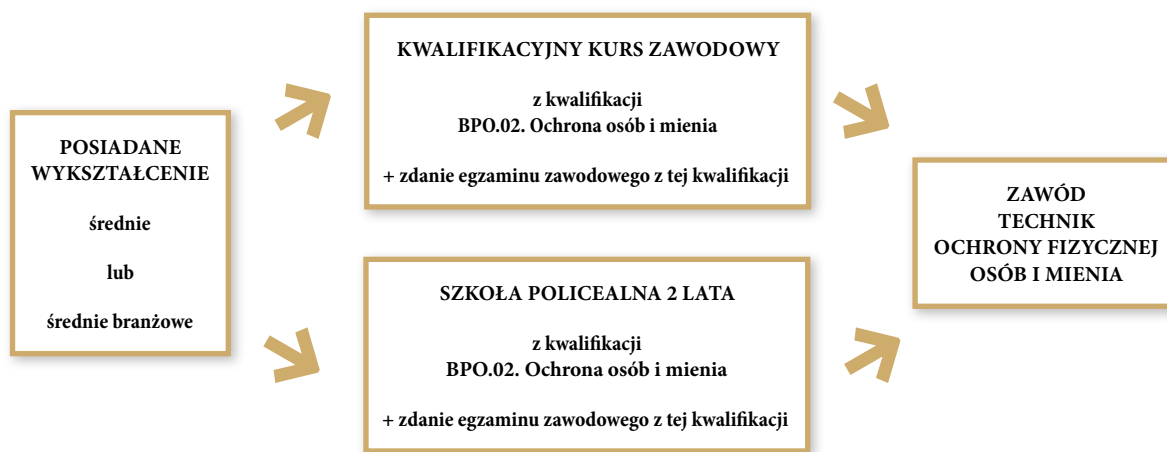 POSIADANE
WYKSZTAŁCENIE
średnie
lub
średnie branżowe
KWALIFIKACYJNY KURS ZAWODOWY
z kwalifikacji
BPO.02. Ochrona osób i mienia
+ zdanie egzaminu zawodowego z tej kwalifikacji
SZKOŁA POLICEALNA 2 LATA
z kwalifikacji
BPO.02. Ochrona osób i mienia
+ zdanie egzaminu zawodowego z tej kwalifikacji
ZAWÓD
TECHNIK
OCHRONY FIZYCZNEJ
OSÓB I MIENIA